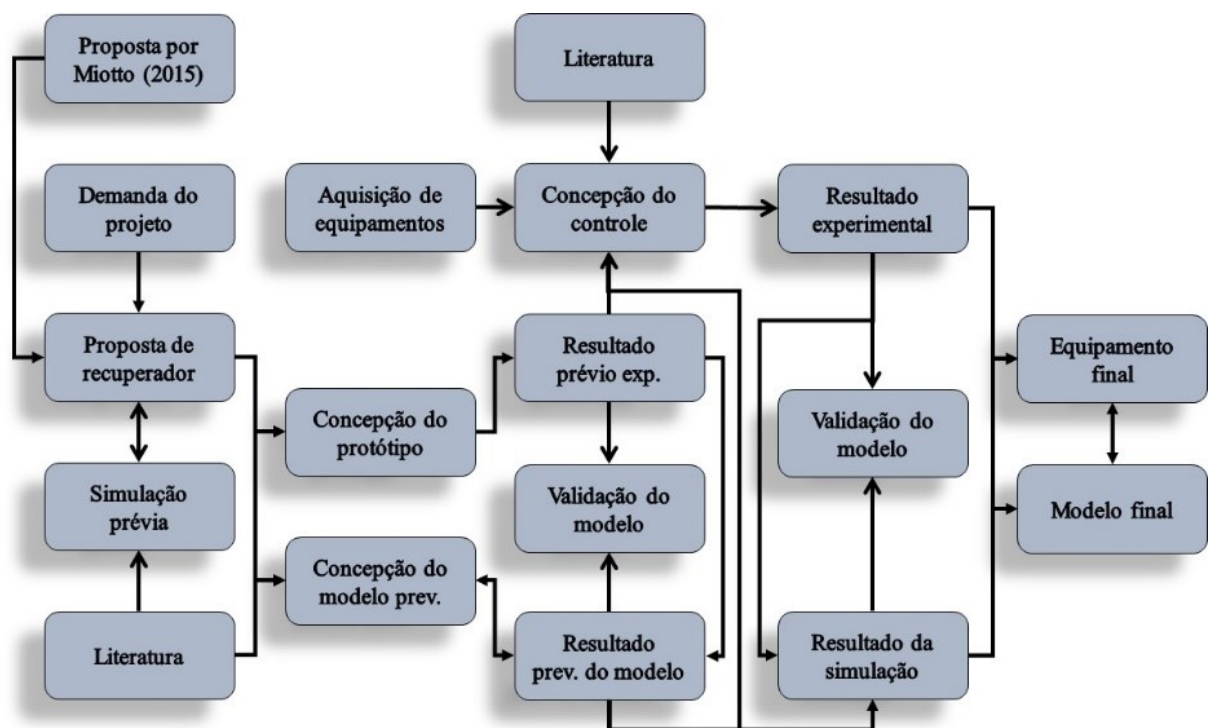 Proposta por
Miotto (2015)
Literatura
Demanda do
projeto
Aquisição de
equipamentos
Concepção do
controle
Resultado
experimental
Proposta de
recuperador
Resultado
prévio exp.
Equipamento
final
Concepção do
protótipo
Validação do
modelo
Simulação
prévia
Validação do
modelo
Modelo final
Concepção do
modelo prev.
Literatura
Resultado
prev. do modelo
Resultado da
simulação